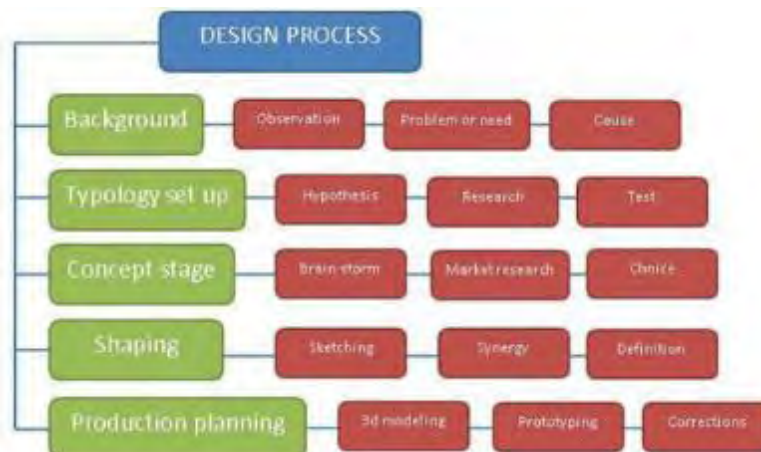 DESIGN PROCESS
Background
Observation
Problem or need
Cause
Typology set up
Hypothesis
Research
Test
Concept stage
Brain-storm
Market research
Choice
Shaping
Sketching
Synergy
Definition
Production planning
3d modeling
Prototyping
Corrections